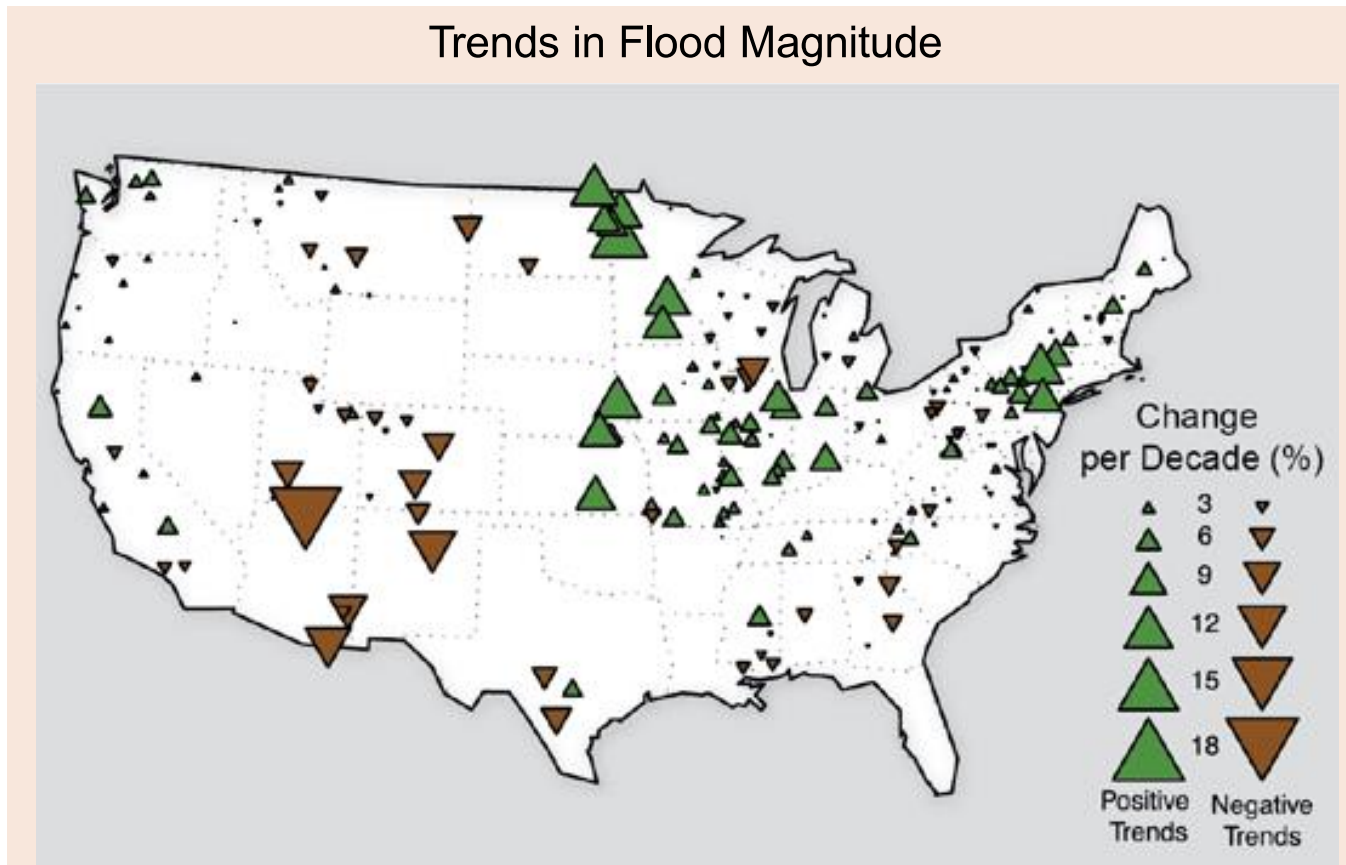 Trends in Flood Magnitude
Change
per Decade (%)
3
6
9
12
15
18
Positive
Trends
Negative
Trends